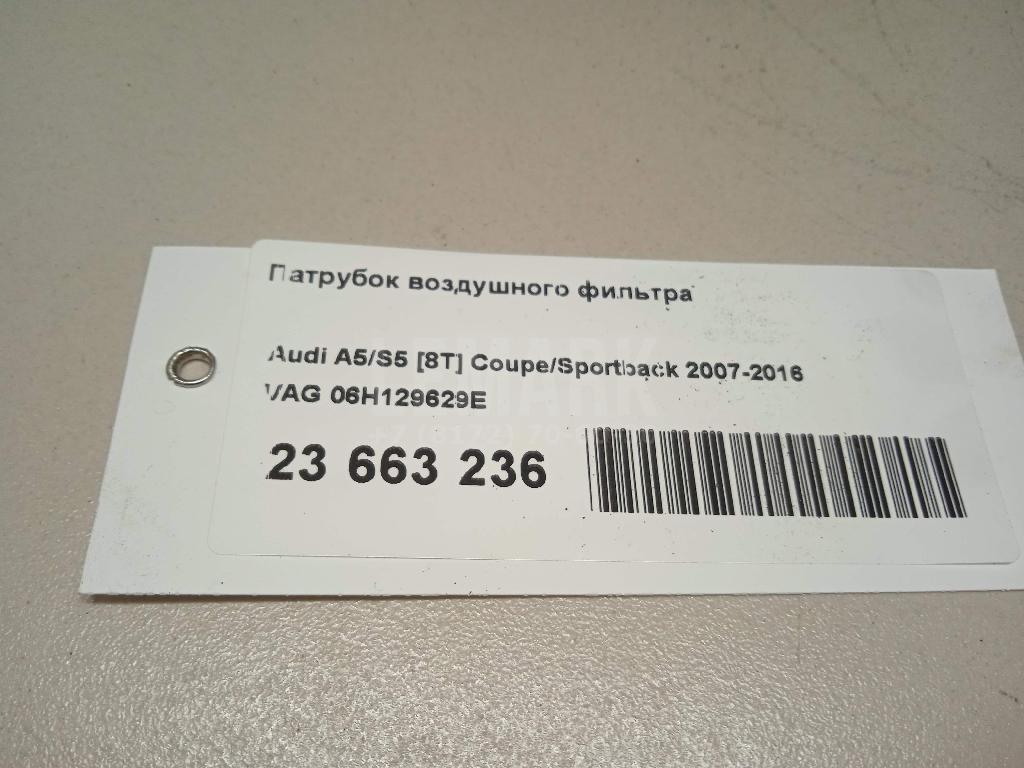 Патрубок воздушного фильтра
Audi A5/S5 [8T] Coupe/Sportback 2007-2016
VAG 06H129629E
23 663 236